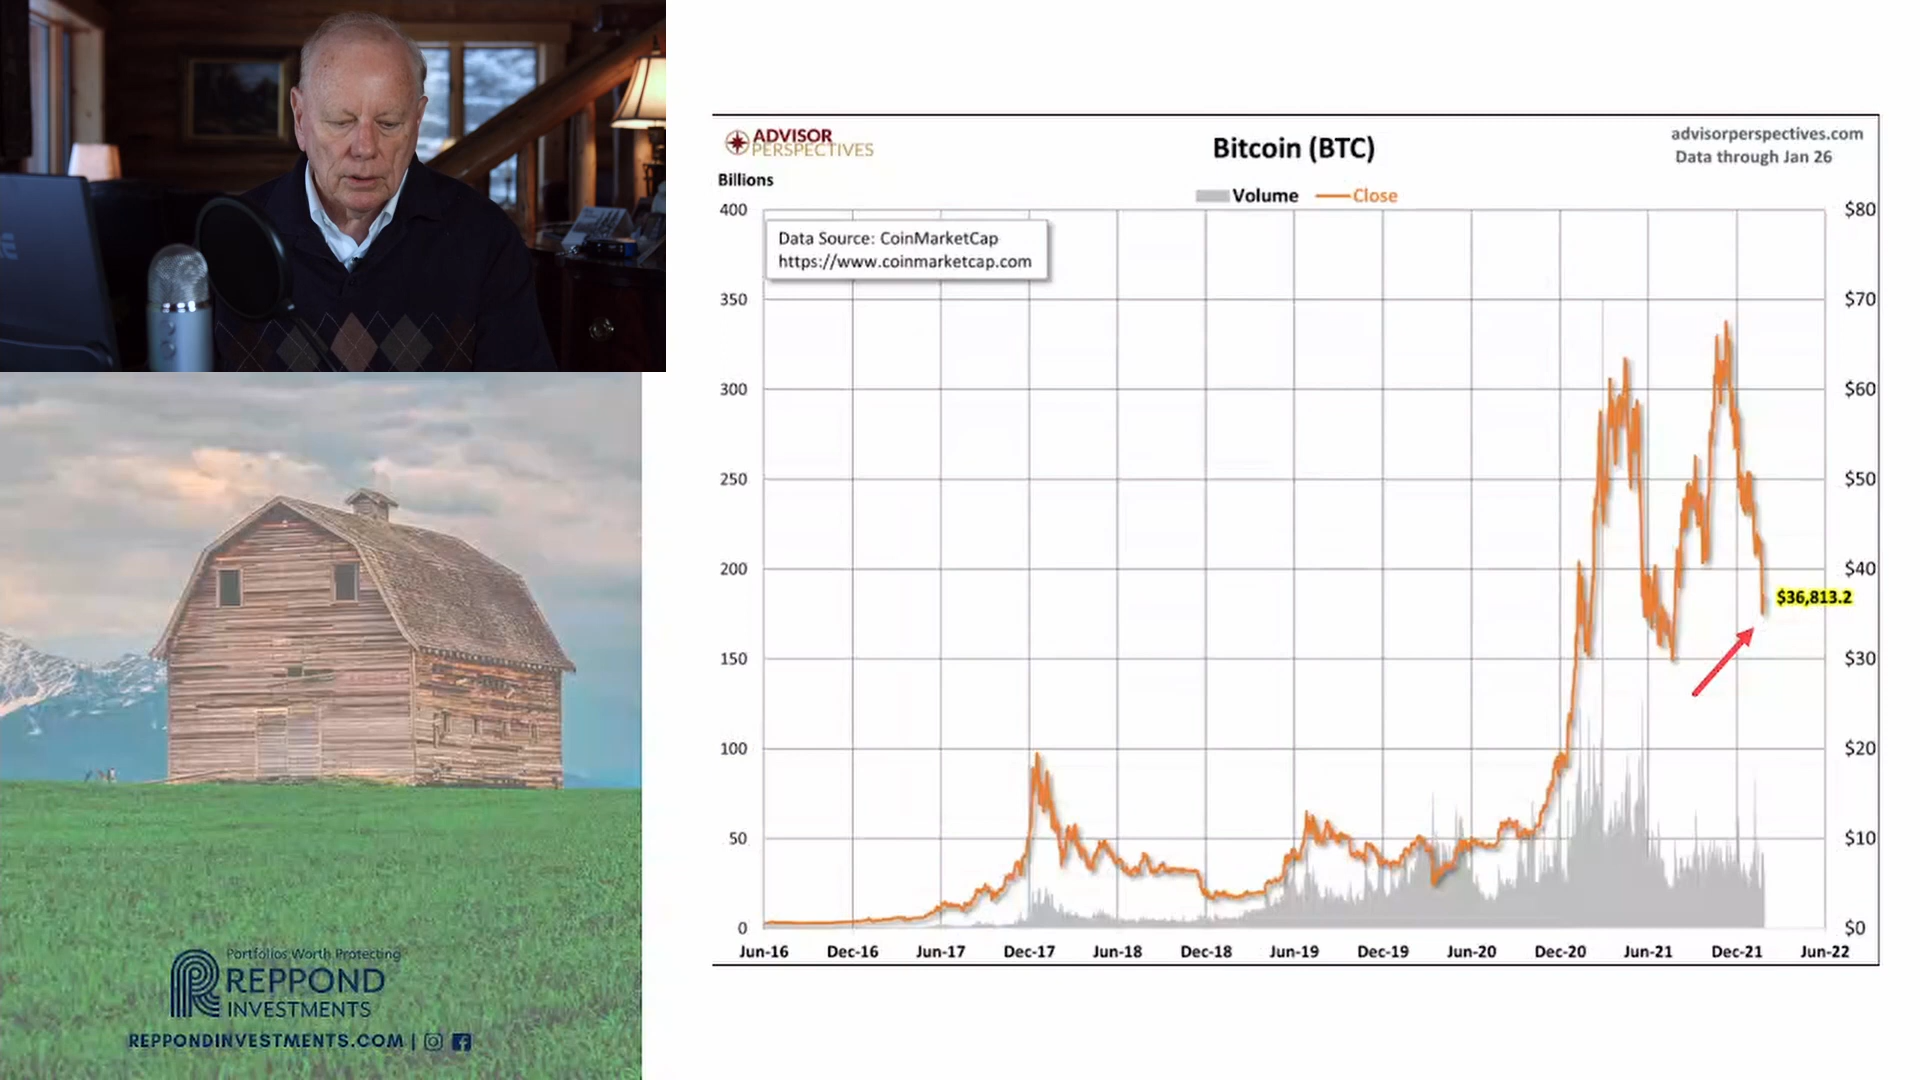 ADVISOR
PERSPECTIVES
Bitcoin (BTC)
advisorperspectives.com
Data through Jan 26
Billions
Volume
Close
400
350
300
250
200
150
100
50
0
Data Source: CoinMarketCap
https://www.coinmarketcap.com
$80
$70
$60
$50
$40
$30
$20
$10
$0
$36,813.2
Jun-16 Dec-16 Jun-17 Dec-17 Jun-18 Dec-18 Jun-19 Dec-19 Jun-20 Dec-20 Jun-21 Dec-21 Jun-22
Portfolios Worth Protecting
REPPOND
INVESTMENTS
REPPONDINVESTMENTS.COM |